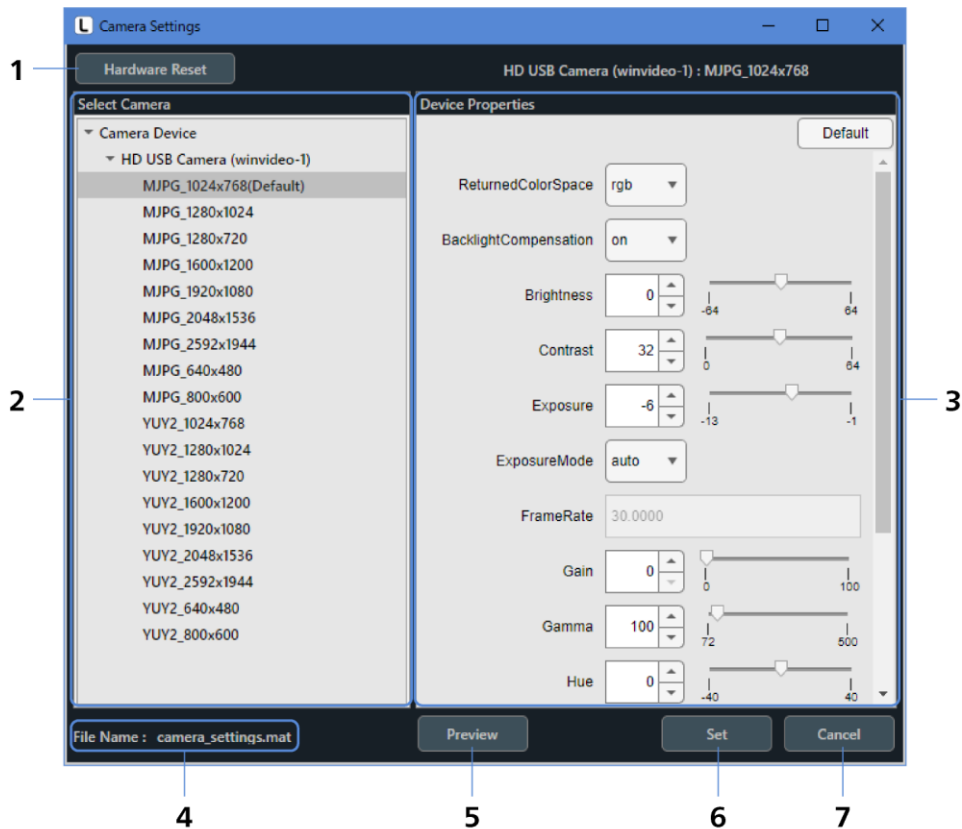 L Camera Settings
1
Hardware Reset
HD USB Camera (winvideo-1) : MJPG_1024x768
Select Camera
Camera Device
HD USB Camera (winvideo-1)
MJPG_1024x768(Default)
MJPG_1280x1024
MJPG_1280x720
MJPG_1600x1200
MJPG_1920x1080
MJPG_2048x1536
MJPG_2592x1944
MJPG_640x480
MJPG_800x600
YUY2_1024x768
YUY2_1280x1024
YUY2_1280x720
YUY2_1600x1200
YUY2_1920x1080
YUY2_2048x1536
YUY2_2592x1944
YUY2_640x480
YUY2_800x600
2
Device Properties
Default
ReturnedColorSpace rgb
BacklightCompensation on
Brightness 0
-64 64
Contrast 32
0 64
Exposure -6
-13 -1
ExposureMode auto
FrameRate 30.0000
Gain 0
0 100
Gamma 100
72 500
Hue 0
-40 40
3
File Name : camera_settings.mat
Preview
Set
Cancel
4
5
6
7